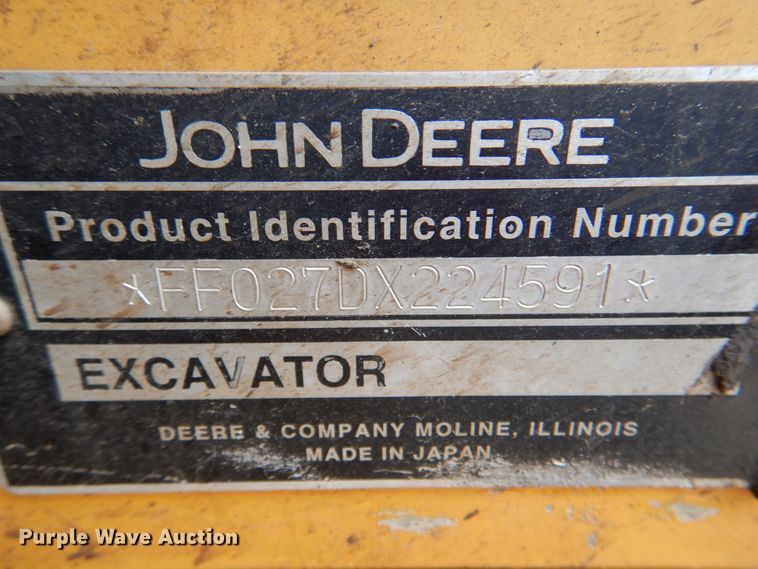 JOHN DEERE
Product Identification Number
*FF027DX224591*
EXCAVATOR
DEERE & COMPANY MOLINE, ILLINOIS
MADE IN JAPAN
Purple Wave Auction